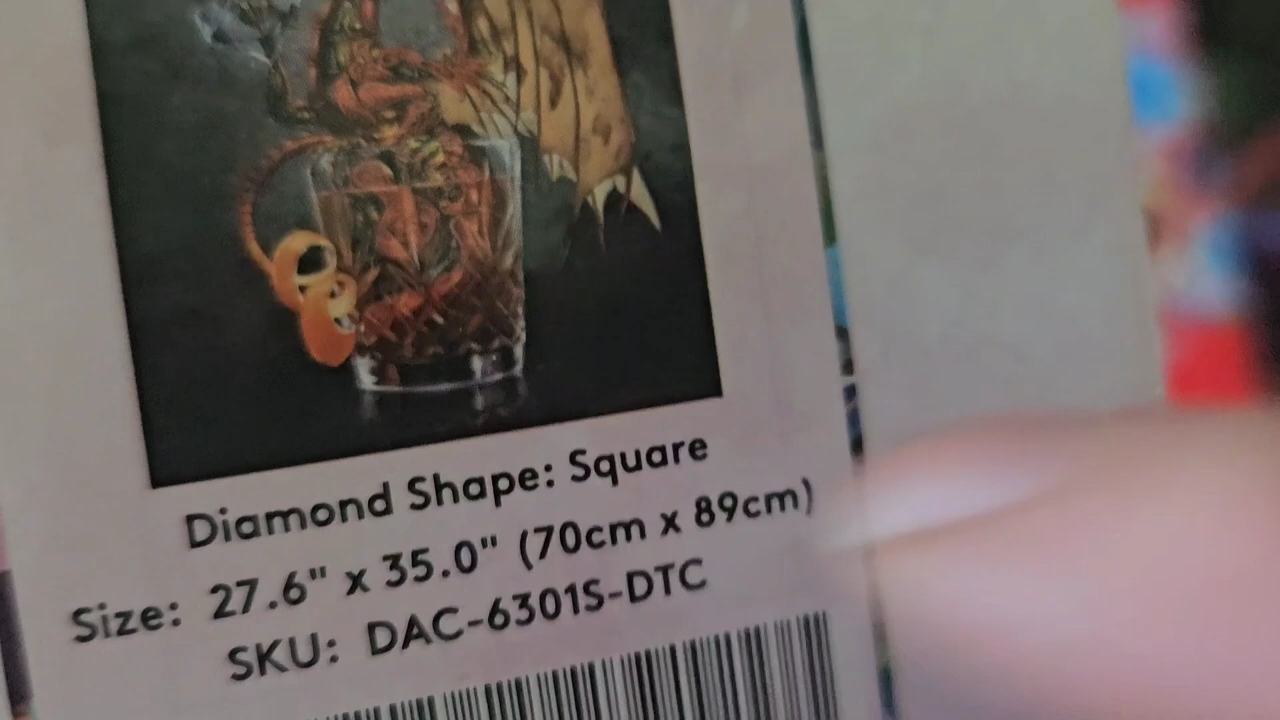 Diamond Shape: Square
Size: 27.6" x 35.0" (70cm x 89cm)
SKU: DAC-6301S-DTC